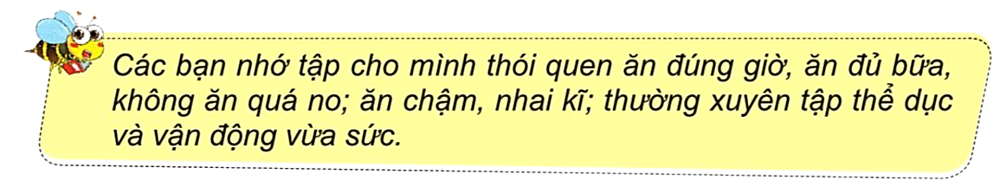 Các bạn nhớ tập cho mình thói quen ăn đúng giờ, ăn đủ bữa,
không ăn quá no; ăn chậm, nhai kĩ; thường xuyên tập thể dục
và vận động vừa sức.